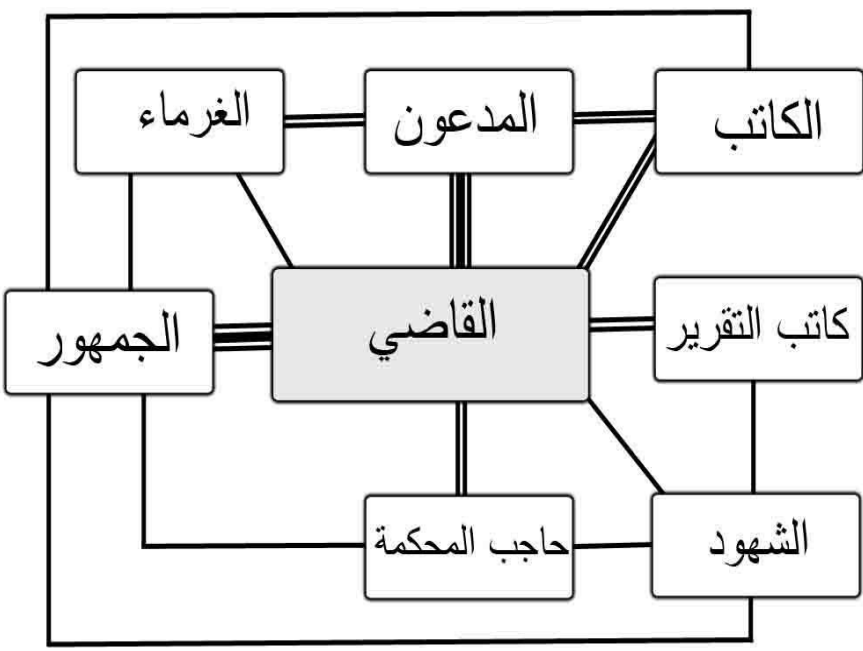 الكاتب
المدعون
الغرماء
كاتب التقرير
القاضي
الجمهور
الشهود
حاجب المحكمة